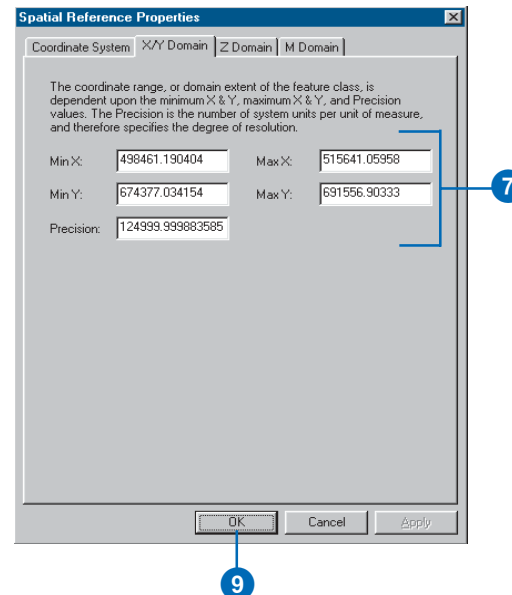 Spatial Reference Properties
Coordinate System X/Y Domain Z Domain M Domain
The coordinate range, or domain extent of the feature class, is
dependent upon the minimum X & Y, maximum X & Y, and Precision
values. The Precision is the number of system units per unit of measure,
and therefore specifies the degree of resolution.
Min X: 498461.190404 Max X: 515641.05958
7
Min Y: 674377.034154 Max Y: 691556.90333
Precision: 124999.999883585
OK Cancel Apply
9